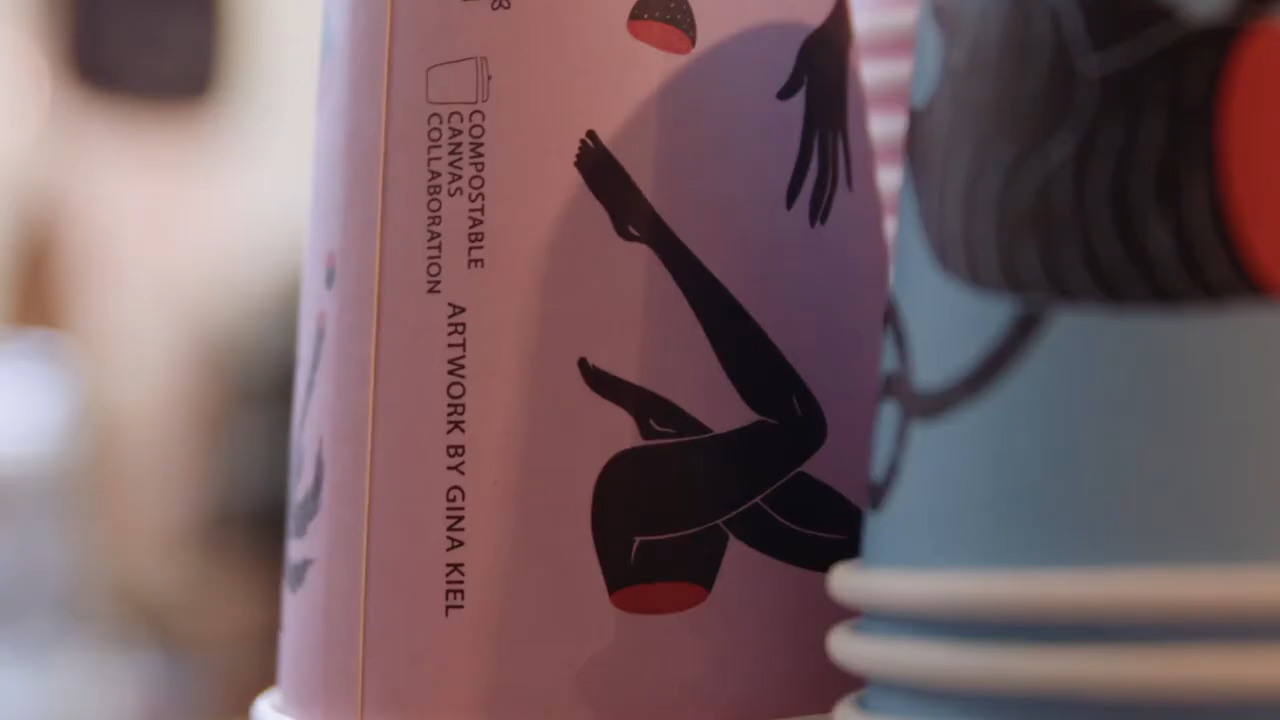 COMPOSTABLE
CANVAS
COLLABORATION
ARTWORK BY GINA KIEL